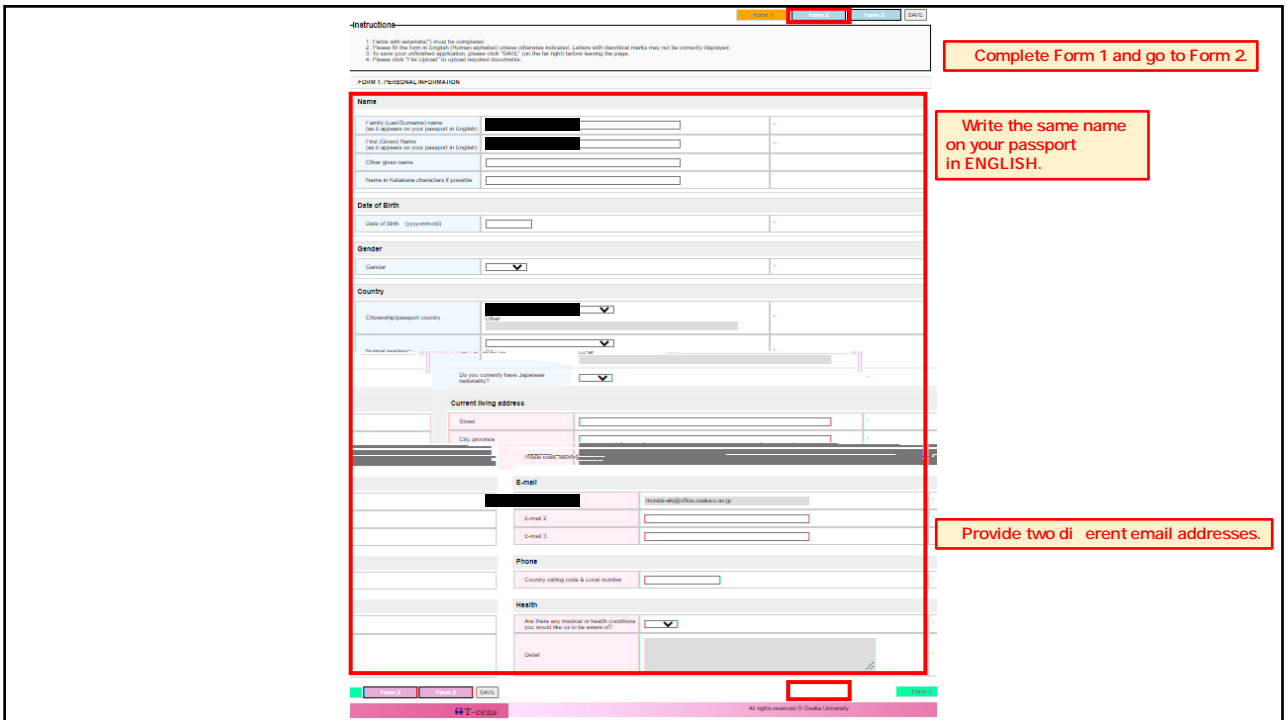 Form 1 Form 2 Form 3 SAVE
Instructions
1. Fields with asterisks(*) must be completed.
2. Please fill the form in English (Roman alphabet) unless otherwise indicated. Letters with diacritical marks may not be correctly displayed.
3. To save your unfinished application, please click "SAVE" (on the far right) before leaving the page.
4. Please click "File Upload" to upload required documents.
Complete Form 1 and go to Form 2.
FORM 1: PERSONAL INFORMATION
Name
Family (Last/Surname) name
(as it appears on your passport in English)
*
First (Given) Name
(as it appears on your passport in English)
*
Write the same name
on your passport
in ENGLISH.
Other given name
Name in Katakana characters if possible
Date of Birth
Date of Birth (yyyy-mm-dd)
*
Gender
Gender
*
Country
Citizenship/passport country
Other
*
Do you currently have Japanese
nationality?
*
Current living address
Street
*
City, province
*
E-mail
E-mail 2
E-mail 3
Provide two di erent email addresses.
Phone
Country calling code & Local number
Health
Are there any medical or health conditions
you would like us to be aware of?
Detail
Form 2 Form 3 SAVE
Form 1
T-cens
All rights reserved © Osaka University